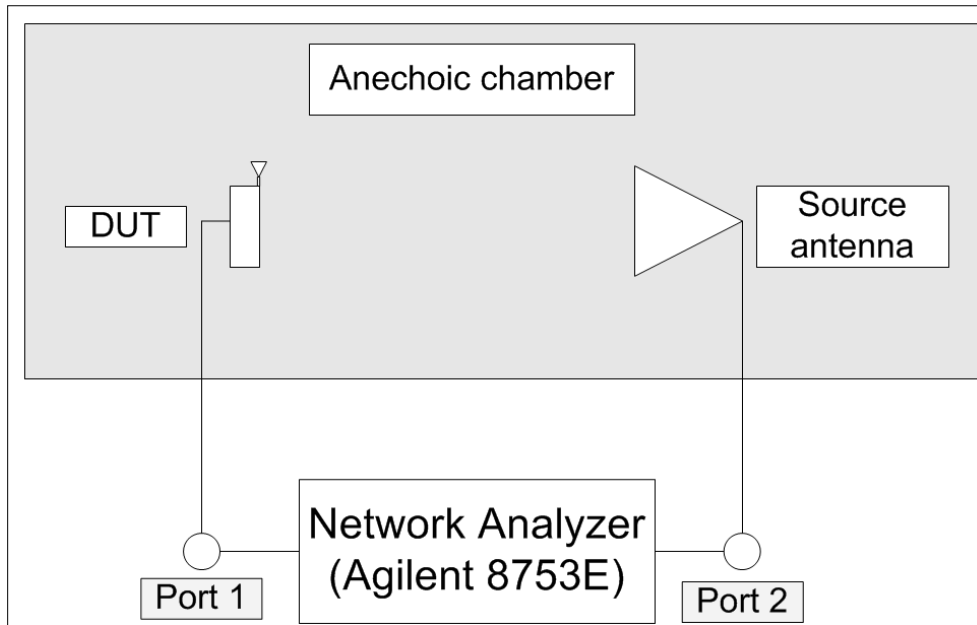 Anechoic chamber
DUT
Source
antenna
Network Analyzer
(Agilent 8753E)
Port 1
Port 2